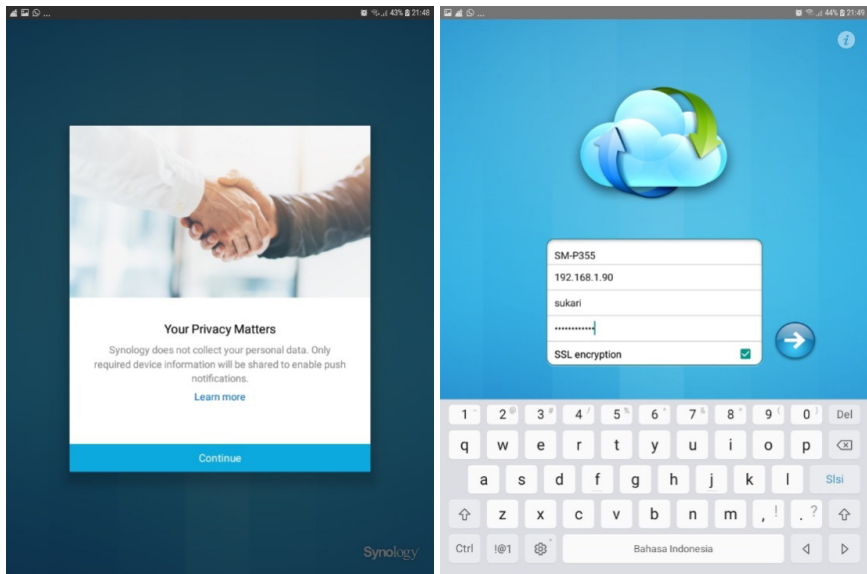 43% 21:48
Your Privacy Matters
Synology does not collect your personal data. Only
required device information will be shared to enable push
notifications.
Learn more
Continue
Synology
44% 21:49
i
SM-P355
192.168.1.90
sukari
••••••••••••
SSL encryption
1 2 @ 3 # 4 / 5 % 6 ^ 7 & 8 * 9 ( 0 ) Del
q w e r t y u i o p
a s d f g h j k l Slsi
z x c v b n m , ! . ?
Ctrl !@1 Bahasa Indonesia